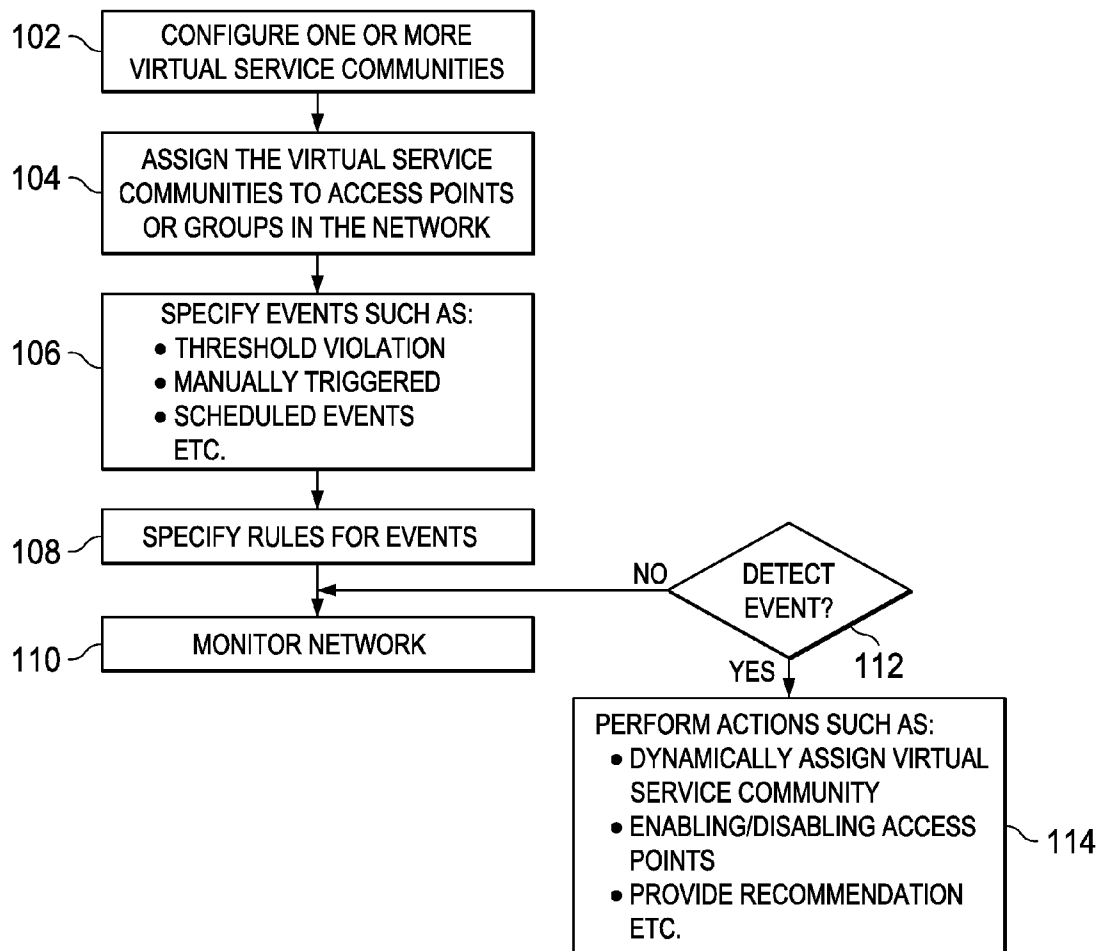 102
CONFIGURE ONE OR MORE
VIRTUAL SERVICE COMMUNITIES
104
ASSIGN THE VIRTUAL SERVICE
COMMUNITIES TO ACCESS POINTS
OR GROUPS IN THE NETWORK
106
SPECIFY EVENTS SUCH AS:
• THRESHOLD VIOLATION
• MANUALLY TRIGGERED
• SCHEDULED EVENTS
ETC.
108
SPECIFY RULES FOR EVENTS
110
MONITOR NETWORK
NO
DETECT
EVENT?
112
YES
PERFORM ACTIONS SUCH AS:
• DYNAMICALLY ASSIGN VIRTUAL
SERVICE COMMUNITY
• ENABLING/DISABLING ACCESS
POINTS
• PROVIDE RECOMMENDATION
ETC.
114